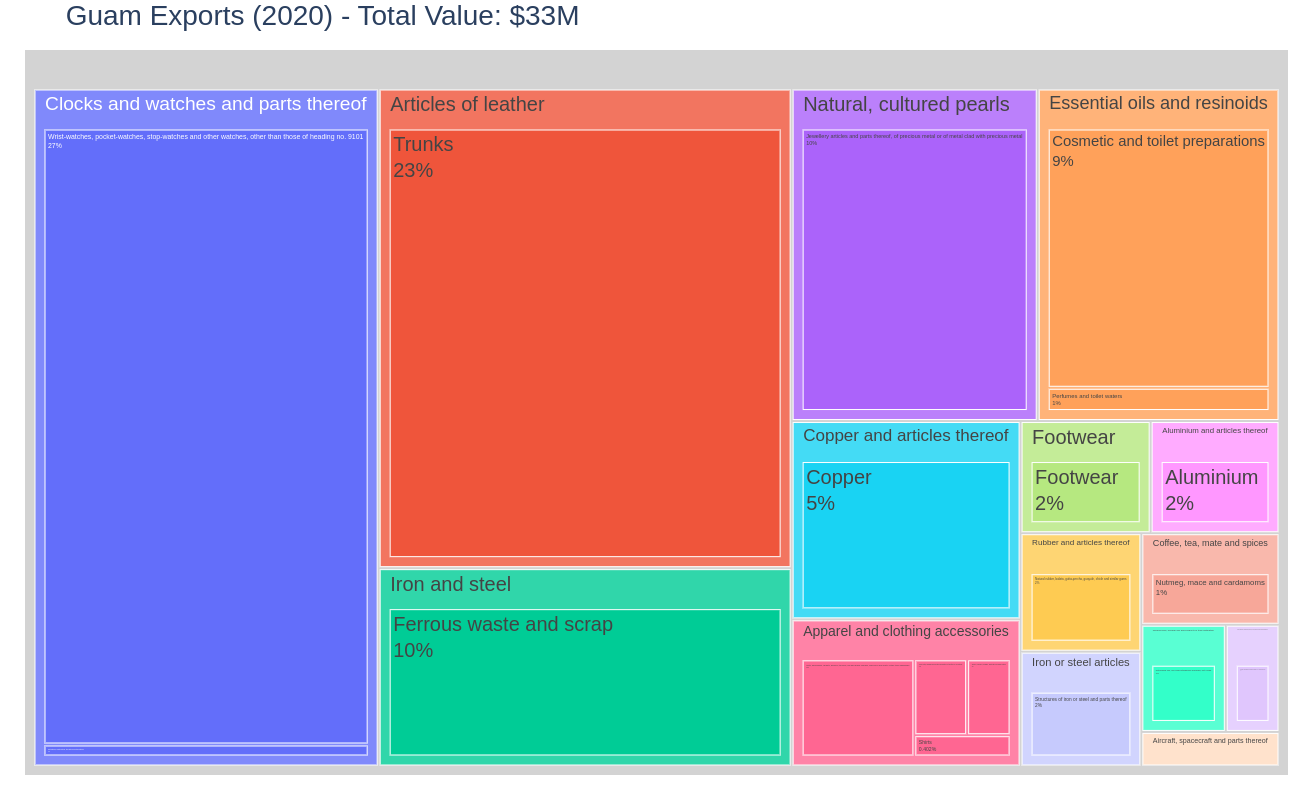 Guam Exports (2020) - Total Value: $33M
Clocks and watches and parts thereof
Wrist-watches, pocket-watches, stop-watches and other watches, other than those of heading no. 9101
27%
Articles of leather
Trunks
23%
Iron and steel
Ferrous waste and scrap
10%
Natural, cultured pearls
Jewellery articles and parts thereof, of precious metal or of metal clad with precious metal
10%
Essential oils and resinoids
Cosmetic and toilet preparations
9%
Perfumes and toilet waters
1%
Copper and articles thereof
Copper
5%
Apparel and clothing accessories
Shirts
0.402%
Footwear
Footwear
2%
Aluminium and articles thereof
Aluminium
2%
Rubber and articles thereof
Iron or steel articles
Structures of iron or steel and parts thereof
2%
Coffee, tea, mate and spices
Nutmeg, mace and cardamoms
1%
Aircraft, spacecraft and parts thereof